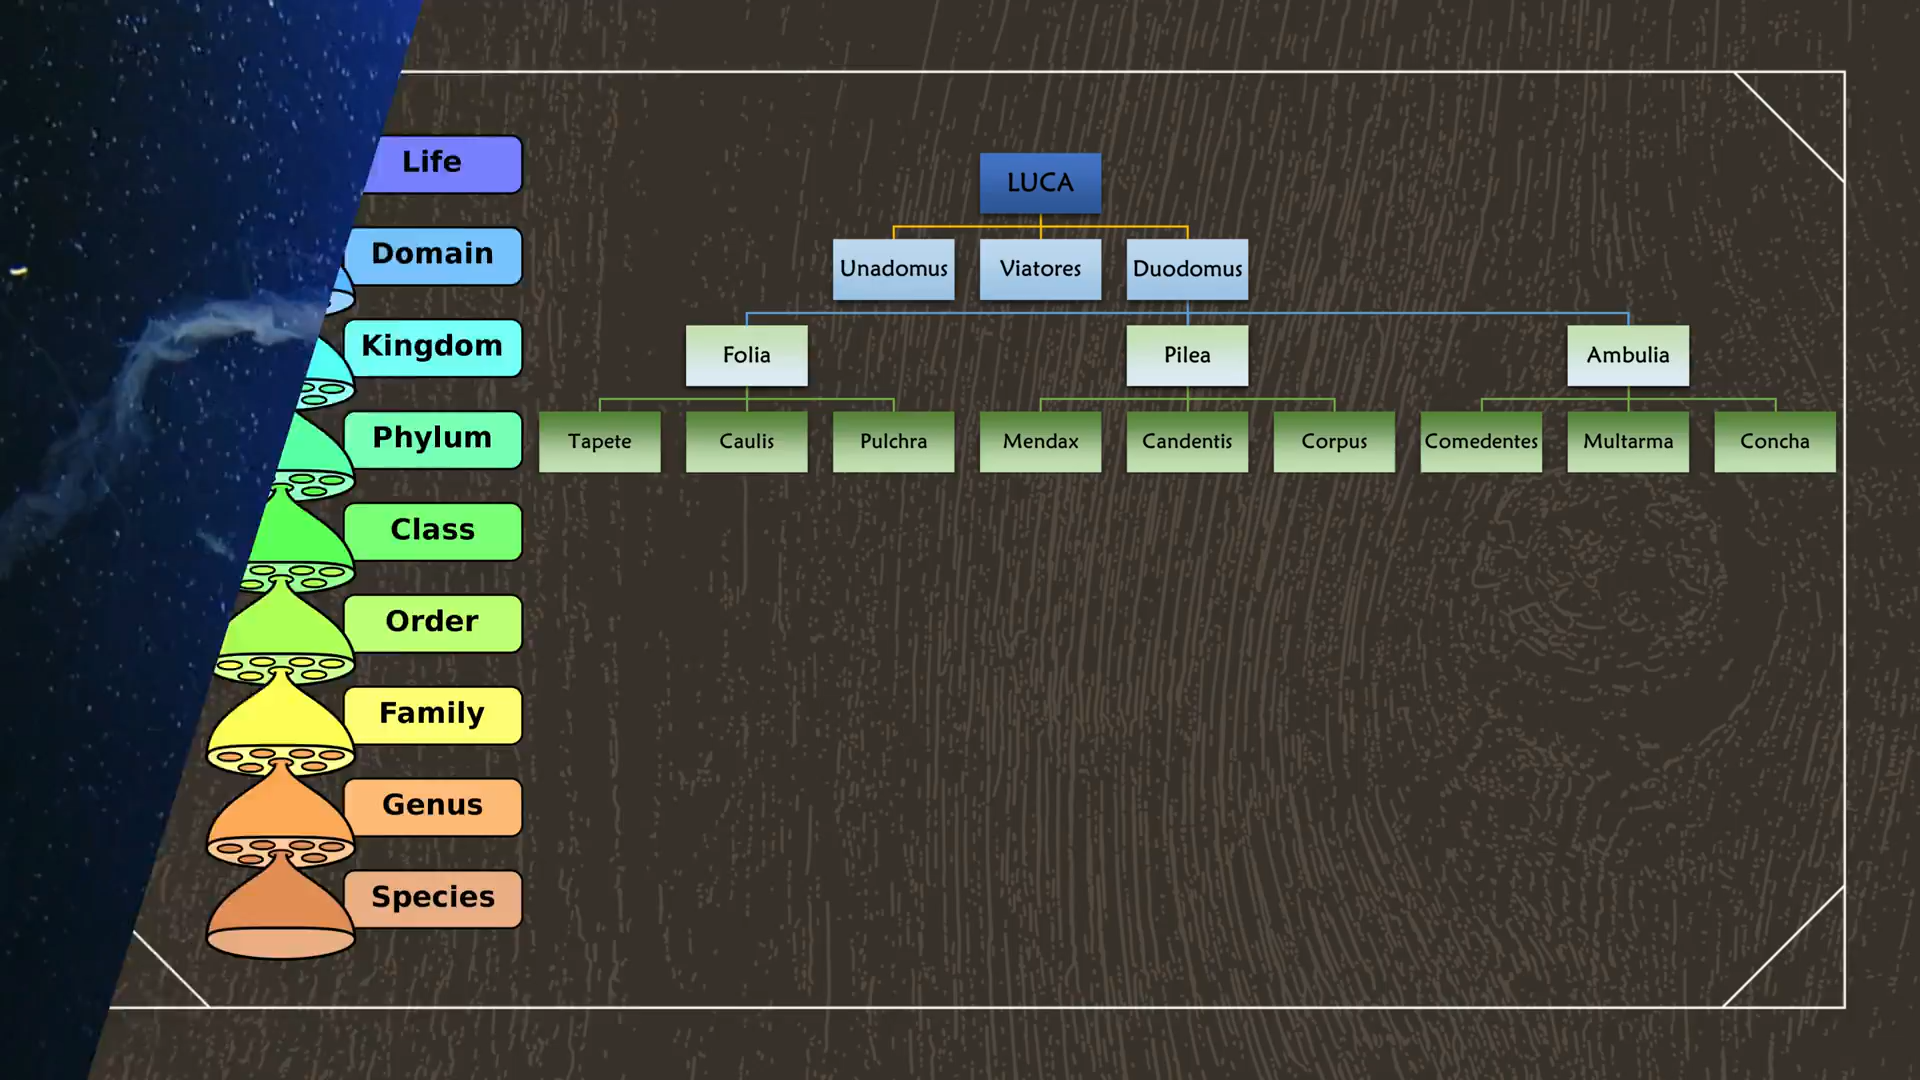 Life
Domain
Kingdom
Phylum
Class
Order
Family
Genus
Species
LUCA
Unadomus Viatores Duodomus
Folia Pilea Ambulia
Tapete Caulis Pulchra Mendax Candentis Corpus Comedentes Multarma Concha